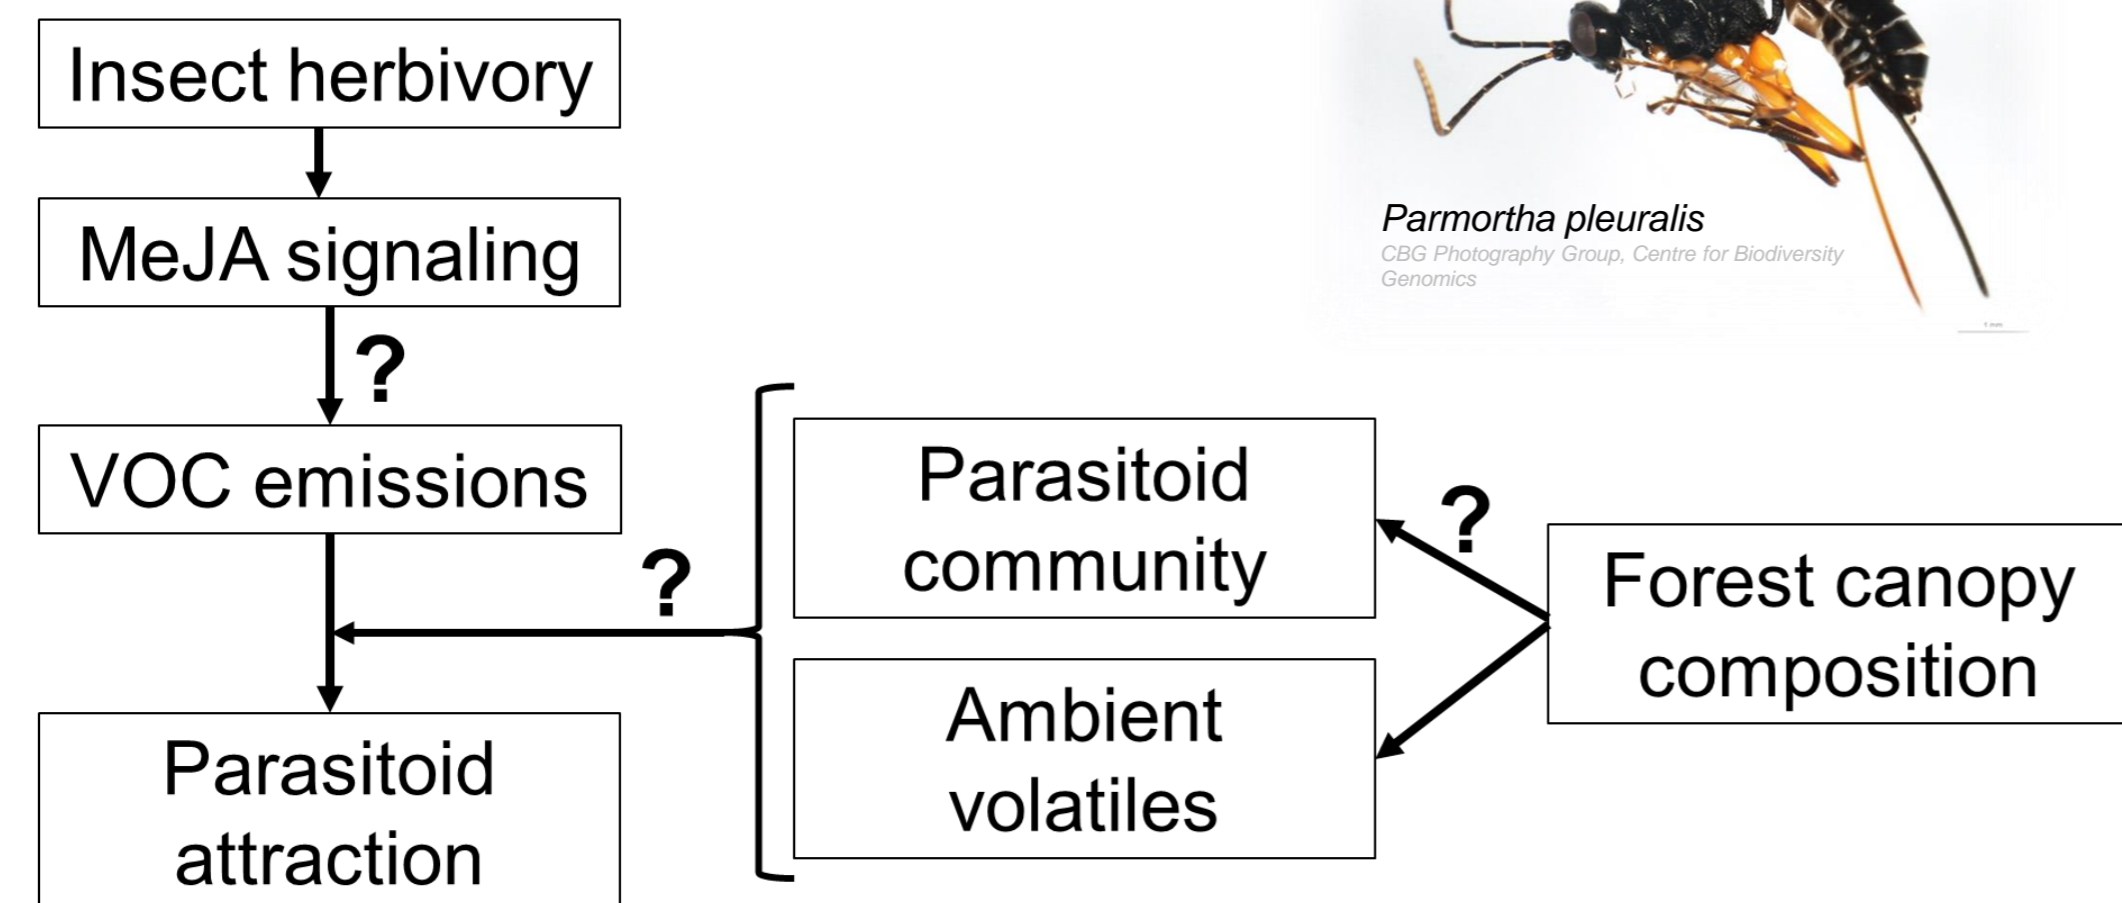 Insect herbivory
MeJA signaling
?
VOC emissions
?
Parasitoid
attraction
Parasitoid
community
Ambient
volatiles
?
Forest canopy
composition
Parmortha pleuralis
CBG Photography Group, Centre for Biodiversity
Genomics